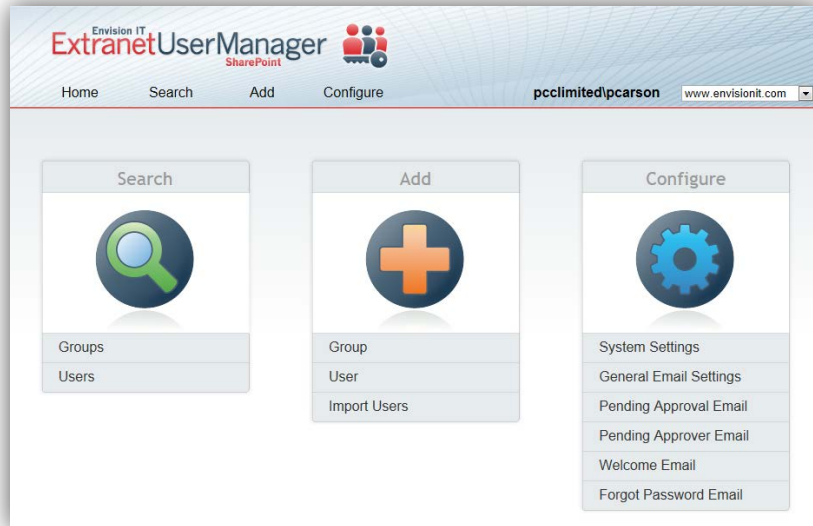 Envision IT
ExtranetUserManager
SharePoint
Home Search Add Configure pcclimited\pcarson www.envisionit.com
Search
Groups
Users
Add
Group
User
Import Users
Configure
System Settings
General Email Settings
Pending Approval Email
Pending Approver Email
Welcome Email
Forgot Password Email